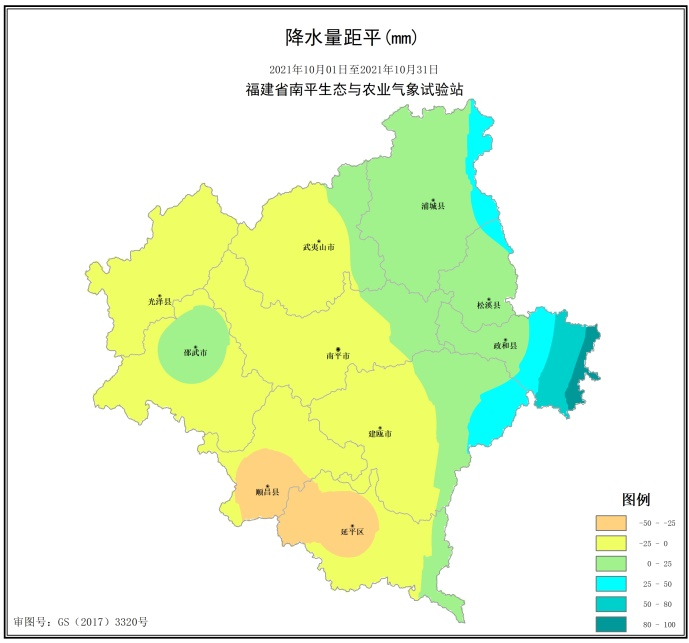 降水量距平(mm)
2021年10月01日至2021年10月31日
福建省南平生态与农业气象试验站
浦城县
武夷山市
光泽县
松溪县
政和县
邵武市
南平市
建瓯市
顺昌县
延平区
图例
-50 - -25
-25 - 0
0 - 25
25 - 50
50 - 80
80 - 100
审图号：GS（2017）3320号